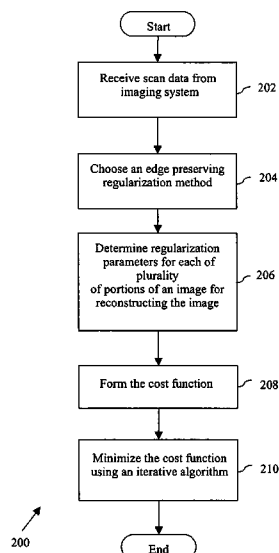 Start
Receive scan data from
imaging system
202
Choose an edge preserving
regularization method
204
Determine regularization
parameters for each of
plurality
of portions of an image for
reconstructing the image
206
Form the cost function
208
Minimize the cost function
using an iterative algorithm
210
200
End